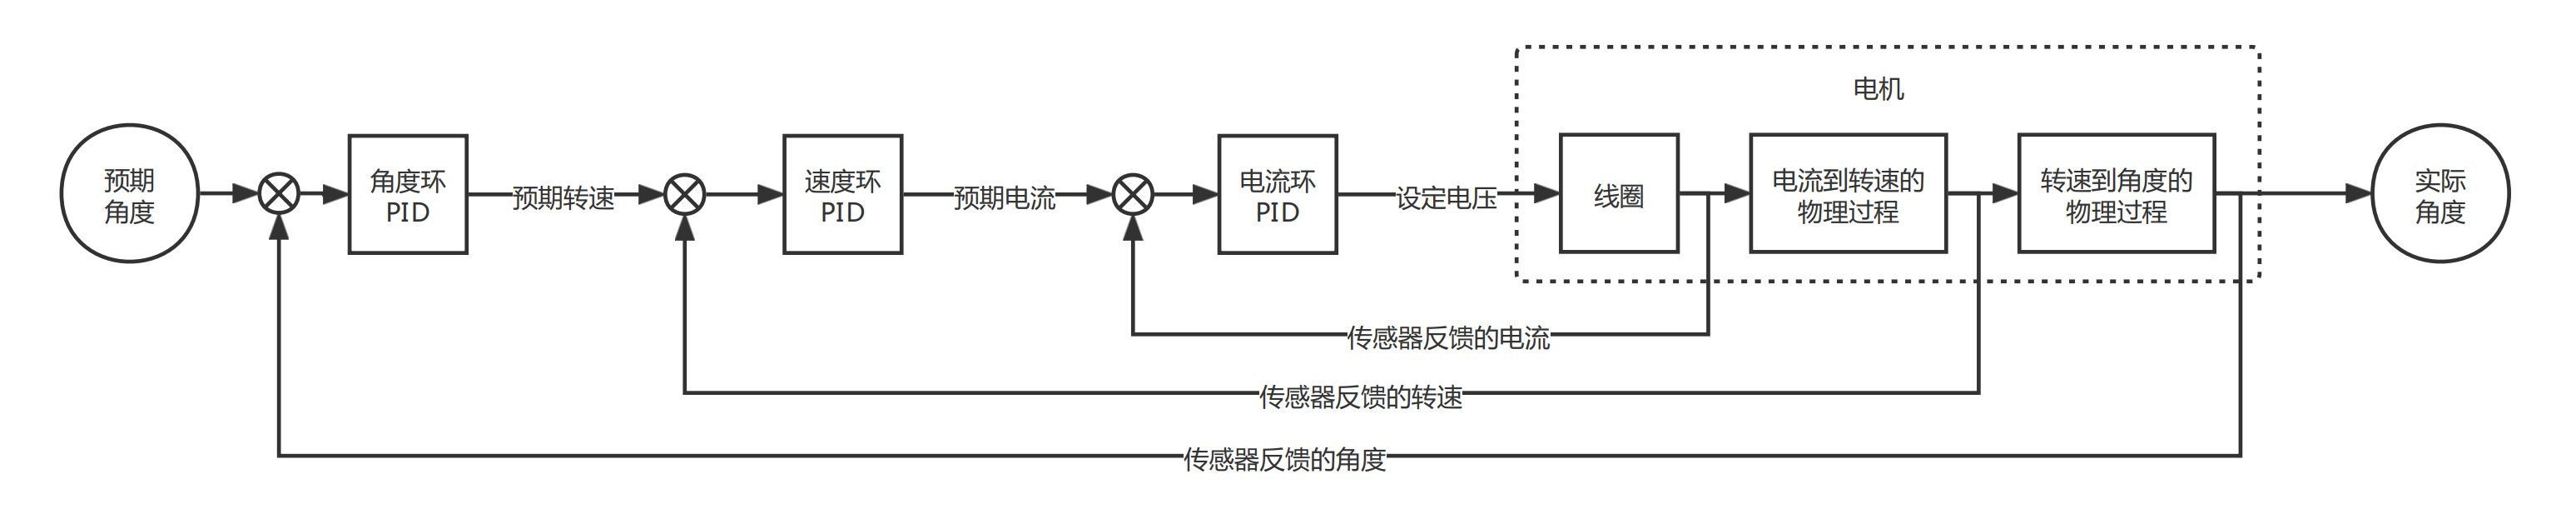 电机
预期
角度
角度环
PID
预期转速
速度环
PID
预期电流
电流环
PID
设定电压
线圈
电流到转速的
物理过程
转速到角度的
物理过程
实际
角度
传感器反馈的电流
传感器反馈的转速
传感器反馈的角度